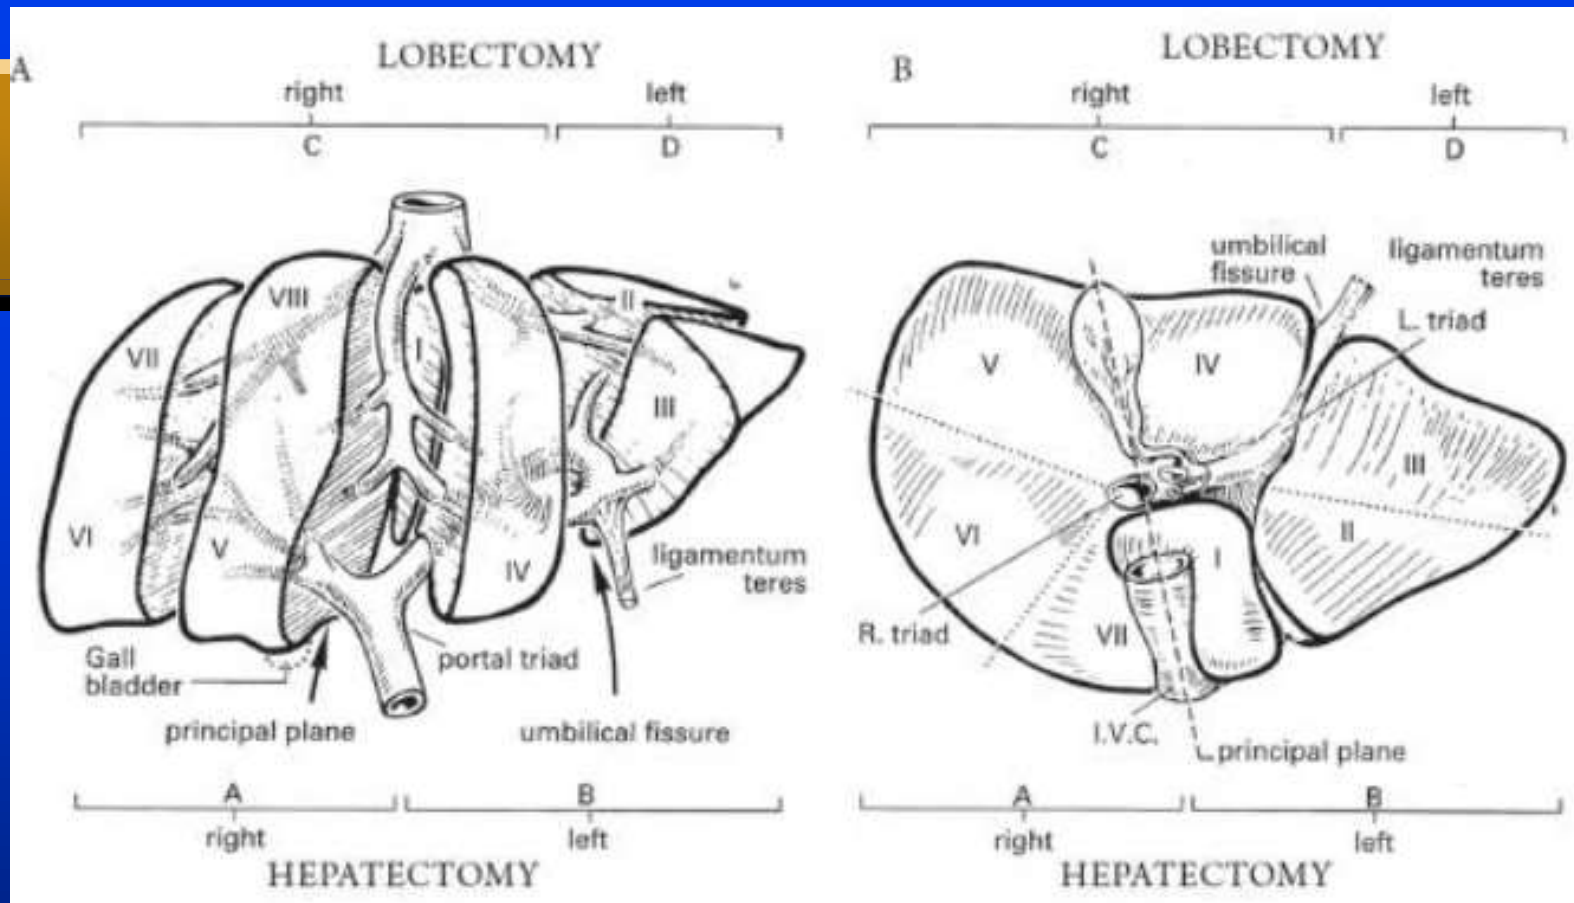 A
LOBECTOMY
right
left
C
D
VIII
II
VII
I
III
VI
V
IV
ligamentum
teres
Gall
bladder
portal triad
principal plane
umbilical fissure
A
B
right
left
HEPATECTOMY
B
LOBECTOMY
right
left
C
D
umbilical
fissure
ligamentum
teres
L. triad
V
IV
III
VI
II
I
VII
R. triad
I.V.C.
principal plane
A
B
right
left
HEPATECTOMY